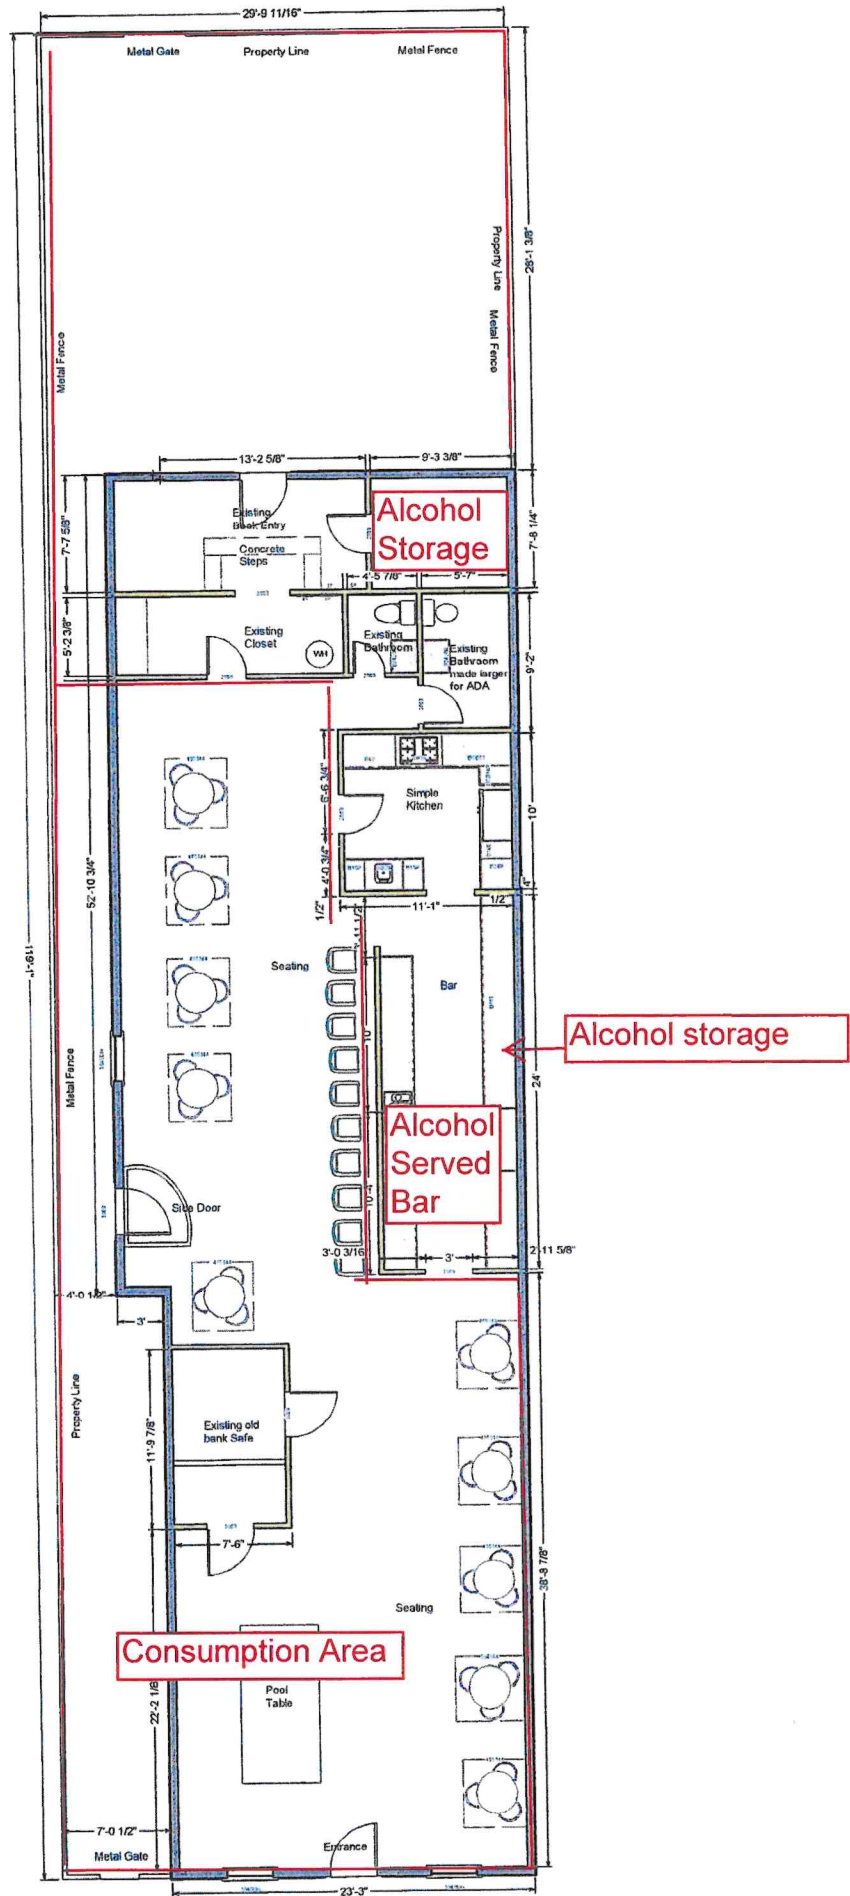 29'-9 11/16"
Metal Gate
Property Line
Metal Fence
28'-1 3/8"
Property Line
Metal Fence
Metal Fence
13'-2 5/8"
9'-3 3/8"
7'-7 5/8"
Existing
Back Entry
Concrete
Steps
Alcohol
Storage
7'-8 1/4"
4'-5 7/8"
5'-7"
5'-2 3/8"
Existing
Closet
WH
Existing
Bathroom
Existing
Bathroom
made larger
for ADA
9'-2"
6'-6 3/4"
Simple
Kitchen
10'
4'-0 3/4"
4"
52'-10 3/4"
1/2"
11'-1"
1/2"
119'-1"
Seating
Bar
10'
Alcohol storage
24'
Metal Fence
Alcohol
Served
Bar
10'-4"
Side Door
3'-0 3/16
3'
2'-11 5/8"
4'-0 1/2"
3'
Property Line
11'-9 7/8"
Existing old
bank Safe
7'-6"
38'-8 7/8"
Seating
Consumption Area
22'-2 1/8"
Pool
Table
7'-0 1/2"
Metal Gate
Entrance
23'-3"